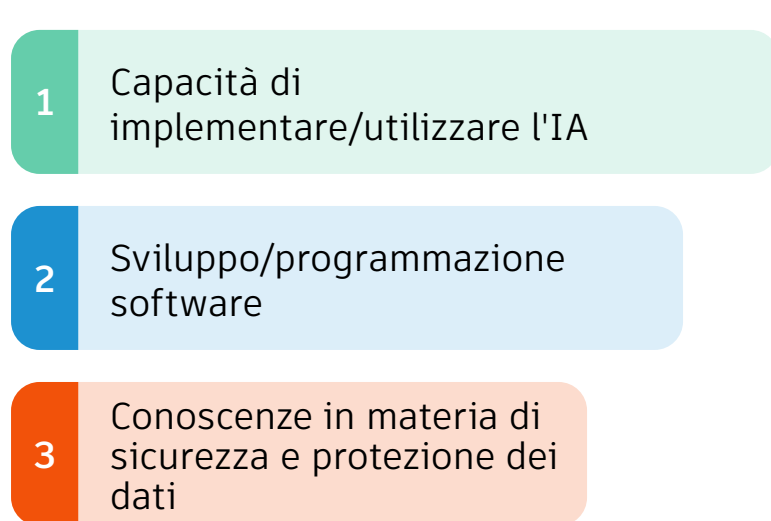 1
Capacità di
implementare/utilizzare l'IA
2
Sviluppo/programmazione
software
3
Conoscenze in materia di
sicurezza e protezione dei
dati